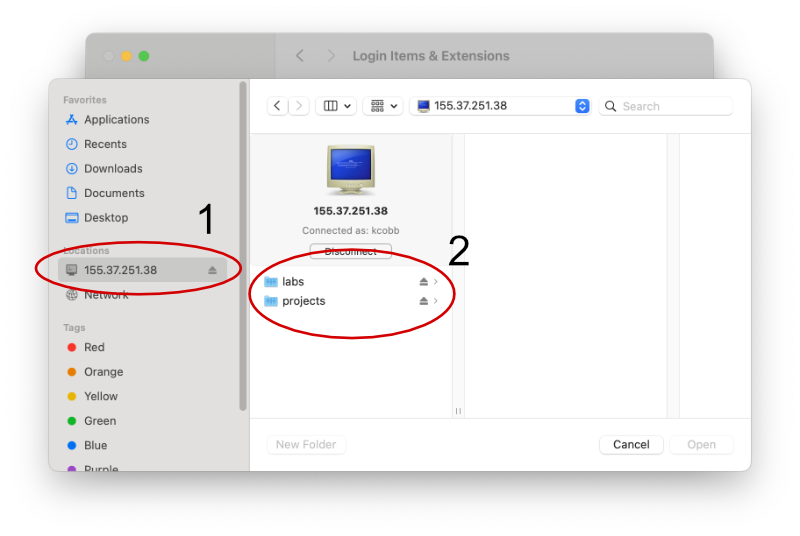 Login Items & Extensions
Favorites
Applications
Recents
Downloads
Documents
Desktop
1
Locations
155.37.251.38
Network
Tags
Red
Orange
Yellow
Green
Blue
Purple
155.37.251.38
Search
155.37.251.38
Connected as: kcobb
Disconnect
2
labs
projects
New Folder
Cancel
Open